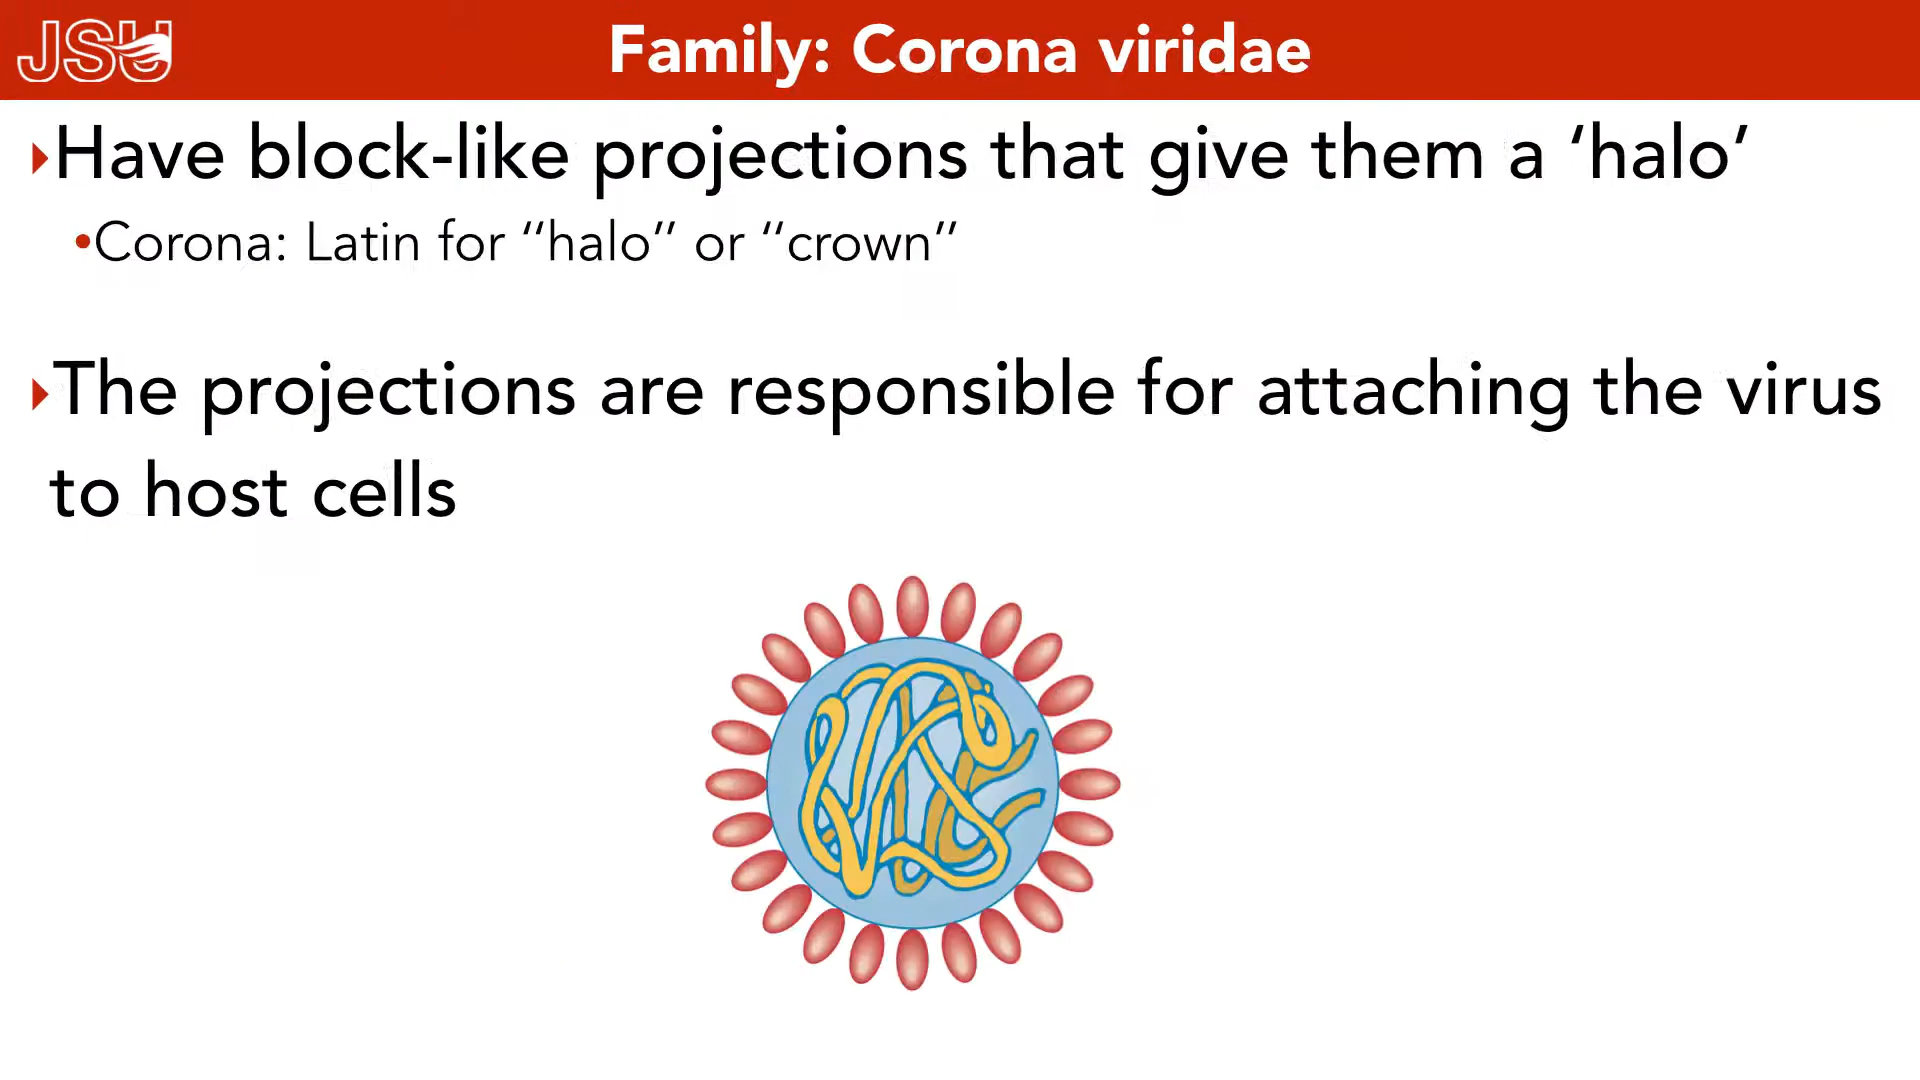 JSU
Family: Corona viridae
Have block-like projections that give them a ‘halo’
Corona: Latin for “halo” or “crown”
The projections are responsible for attaching the virus
to host cells